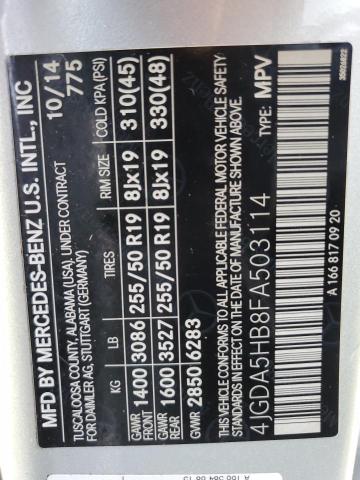 MFG BY MERCEDES-BENZ U.S. INTL., INC
TUSCALOOSA COUNTY, ALABAMA (USA), UNDER CONTRACT 10/14
FOR DAIMLER AG, STUTTGART (GERMANY) 775
KG LB TIRES RIM SIZE COLD KPA (PSI)
GAWR FRONT 1400 3086 255/50 R19 8Jx19 310(45)
GAWR REAR 1600 3527 255/50 R19 8Jx19 330(48)
GVWR 2850 6283
THIS VEHICLE CONFORMS TO ALL APPLICABLE FEDERAL MOTOR VEHICLE SAFETY
STANDARDS IN EFFECT ON THE DATE OF MANUFACTURE SHOWN ABOVE.
4JGDA5HB8FA503114 TYPE: MPV
A 166 817 09 20